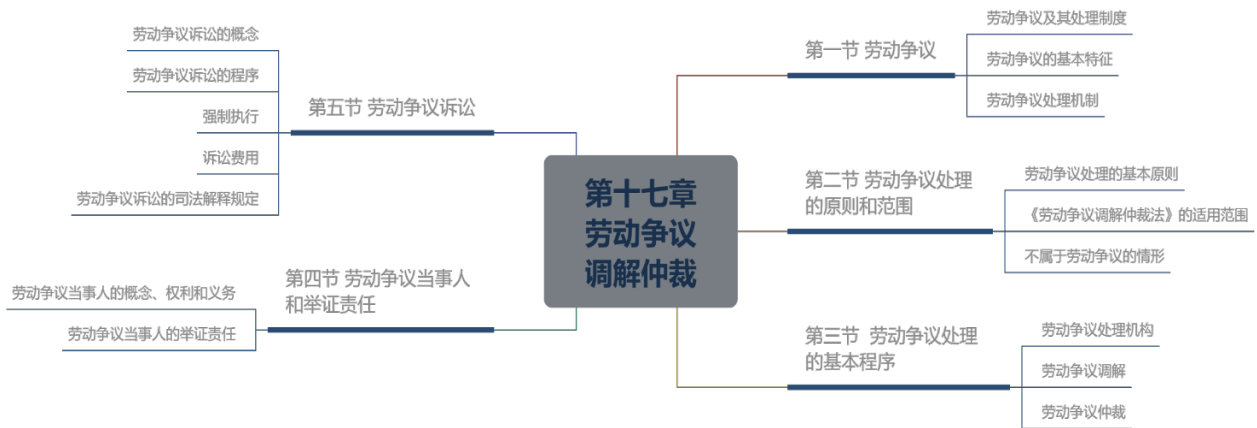 第十七章
劳动争议
调解仲裁
第一节 劳动争议
劳动争议及其处理制度
劳动争议的基本特征
劳动争议处理机制
第二节 劳动争议处理
的原则和范围
劳动争议处理的基本原则
《劳动争议调解仲裁法》的适用范围
不属于劳动争议的情形
第三节 劳动争议处理
的基本程序
劳动争议处理机构
劳动争议调解
劳动争议仲裁
第四节 劳动争议当事人
和举证责任
劳动争议当事人的概念、权利和义务
劳动争议当事人的举证责任
第五节 劳动争议诉讼
劳动争议诉讼的概念
劳动争议诉讼的程序
强制执行
诉讼费用
劳动争议诉讼的司法解释规定